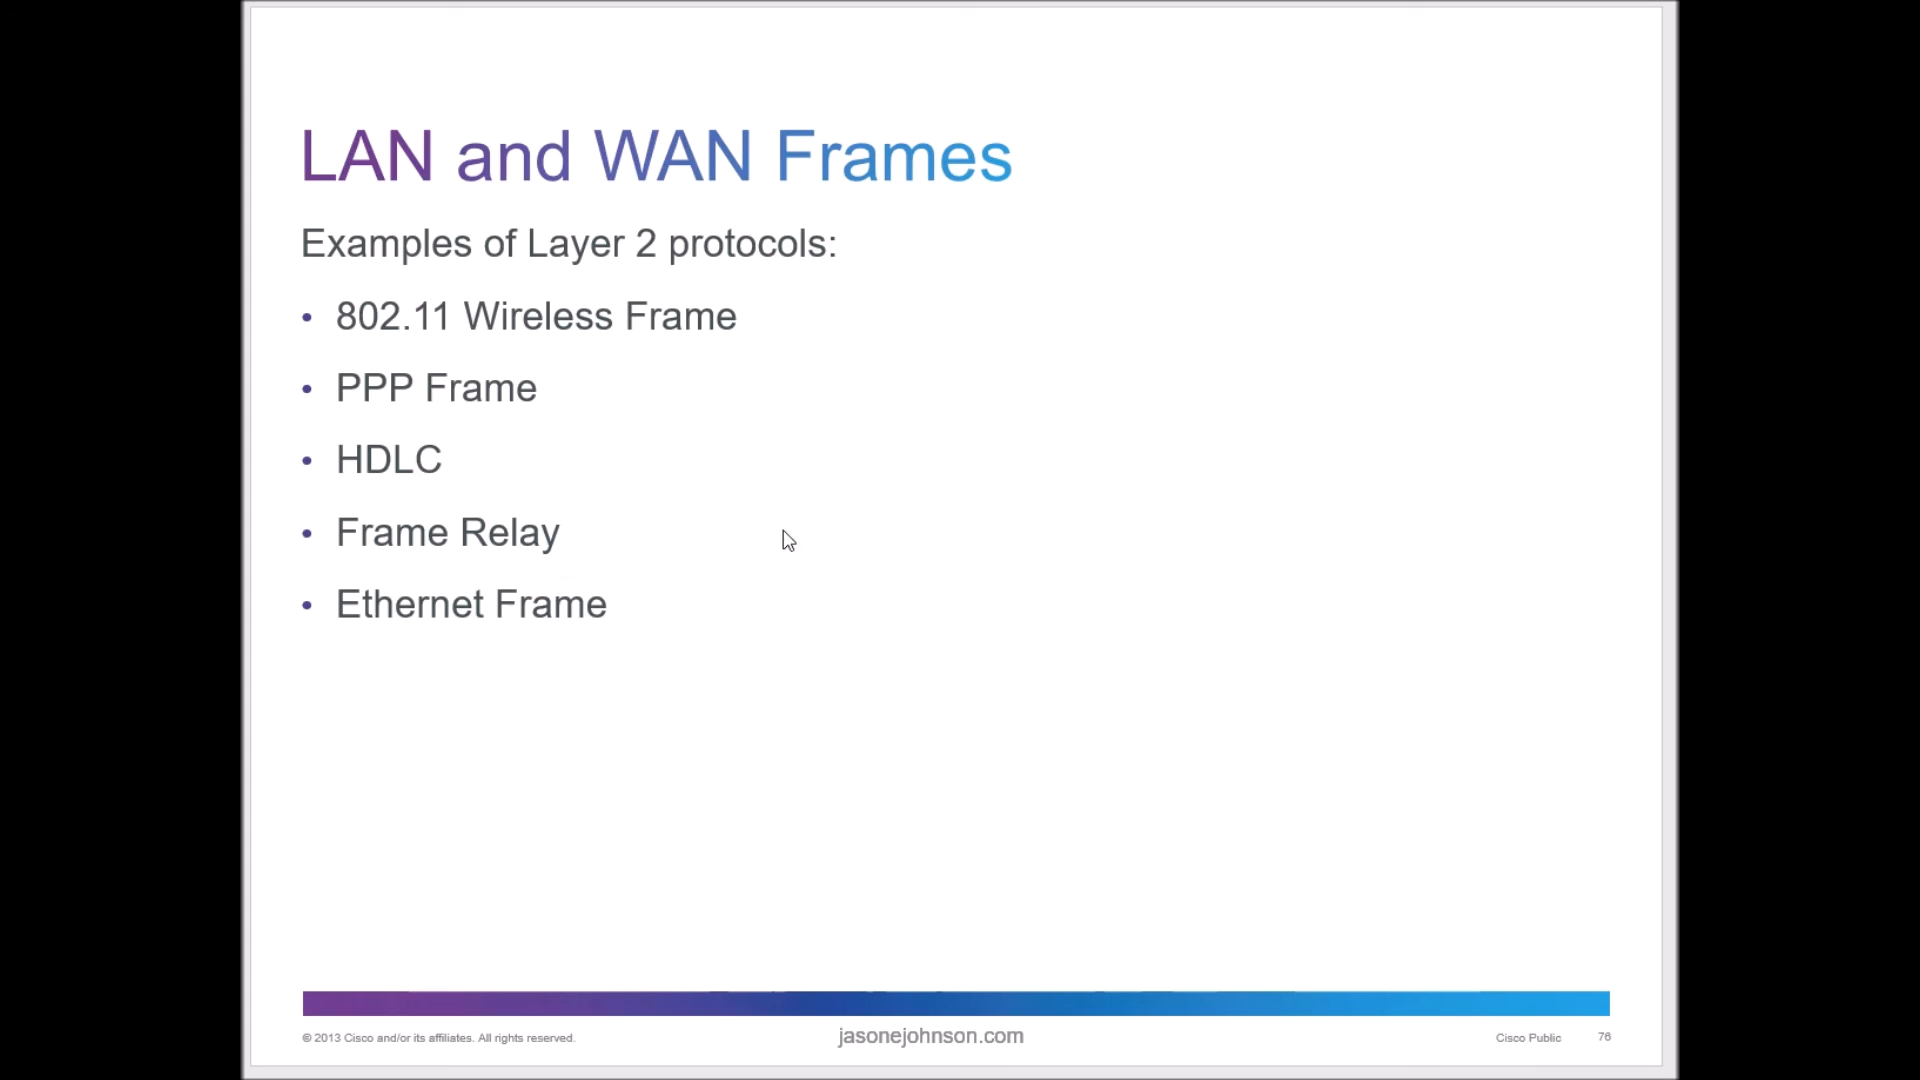 LAN and WAN Frames
Examples of Layer 2 protocols:
• 802.11 Wireless Frame
• PPP Frame
• HDLC
• Frame Relay
• Ethernet Frame
© 2013 Cisco and/or its affiliates. All rights reserved.
jasonejohnson.com
Cisco Public 76